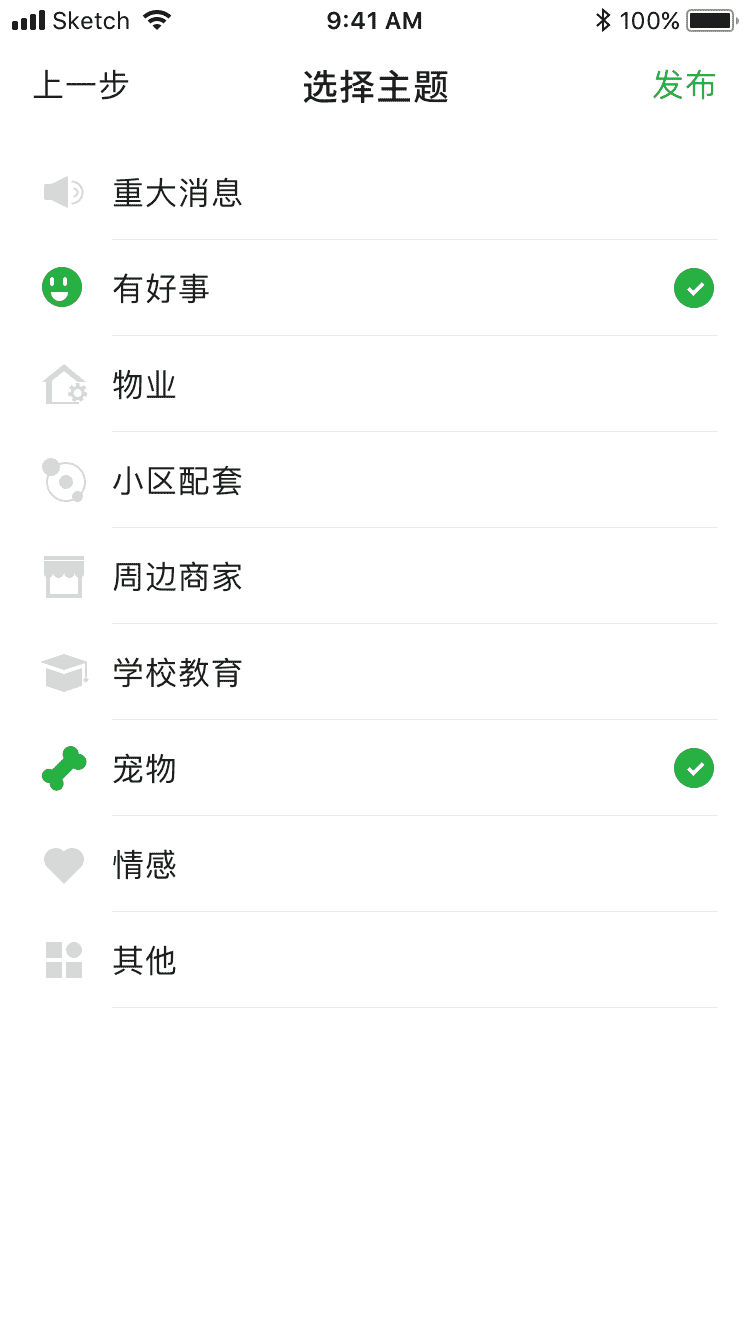 Sketch 9:41 AM 100%
上一步 选择主题 发布
重大消息
有好事
物业
小区配套
周边商家
学校教育
宠物
情感
其他